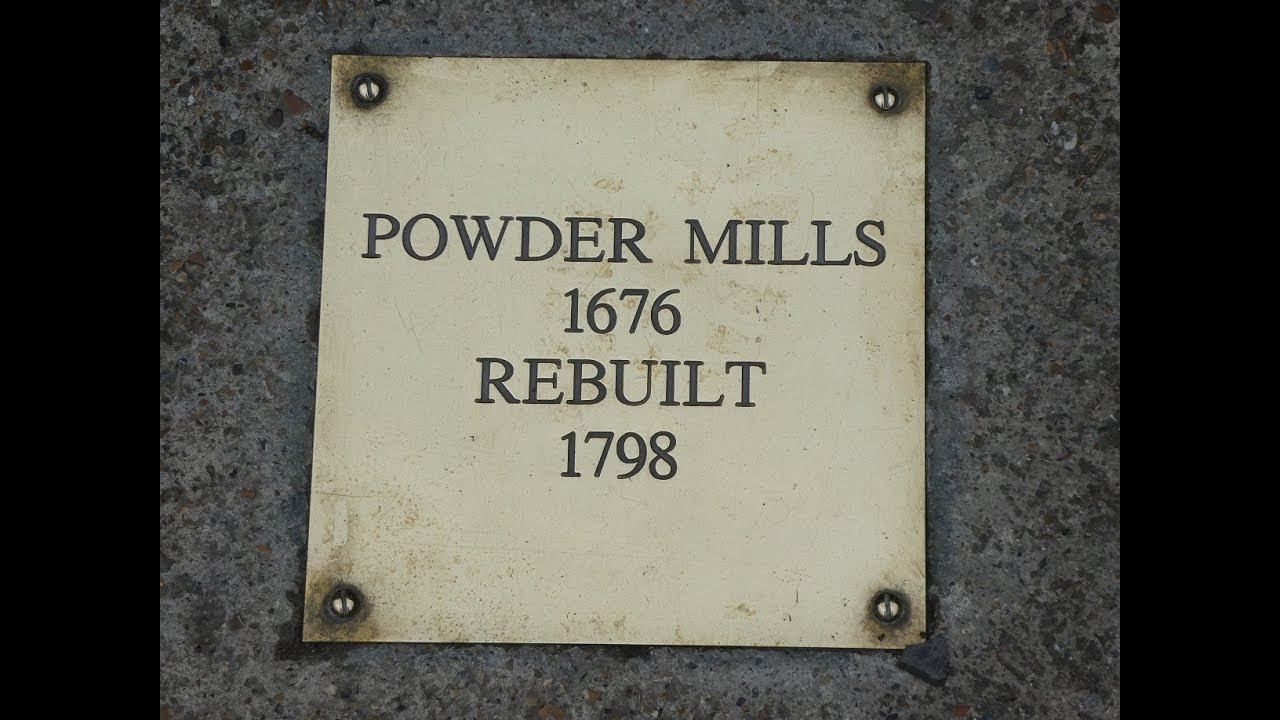 POWDER MILLS
1676
REBUILT
1798